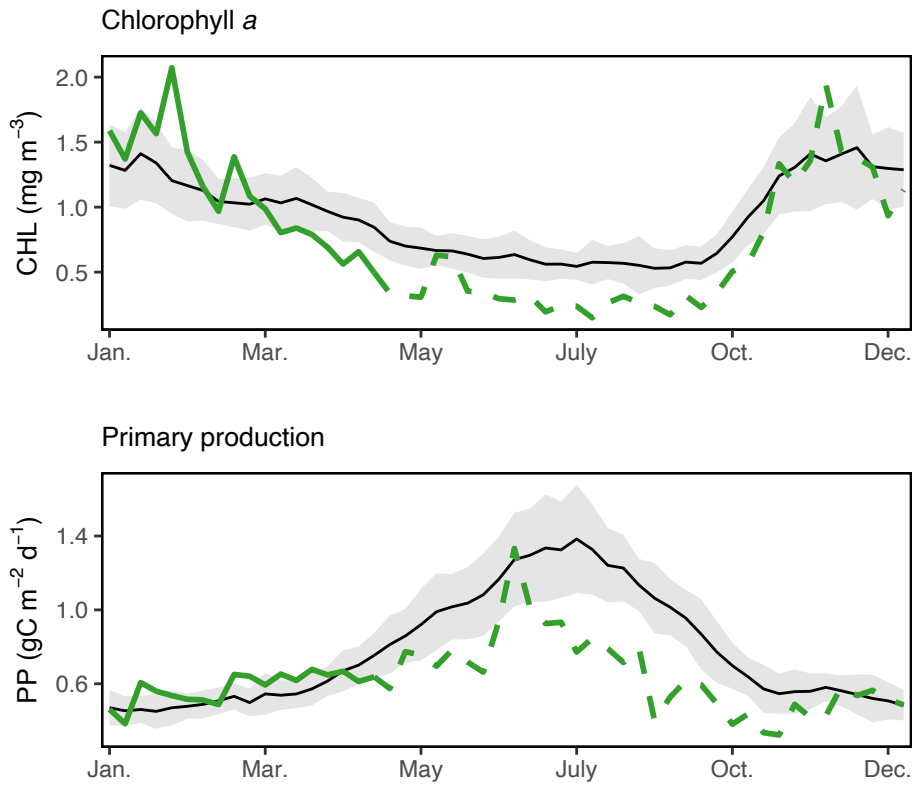 Chlorophyll a
CHL (mg m⁻³)
2.0
1.5
1.0
0.5
Jan. Mar. May July Oct. Dec.
Primary production
PP (gC m⁻² d⁻¹)
1.4
1.0
0.6
Jan. Mar. May July Oct. Dec.